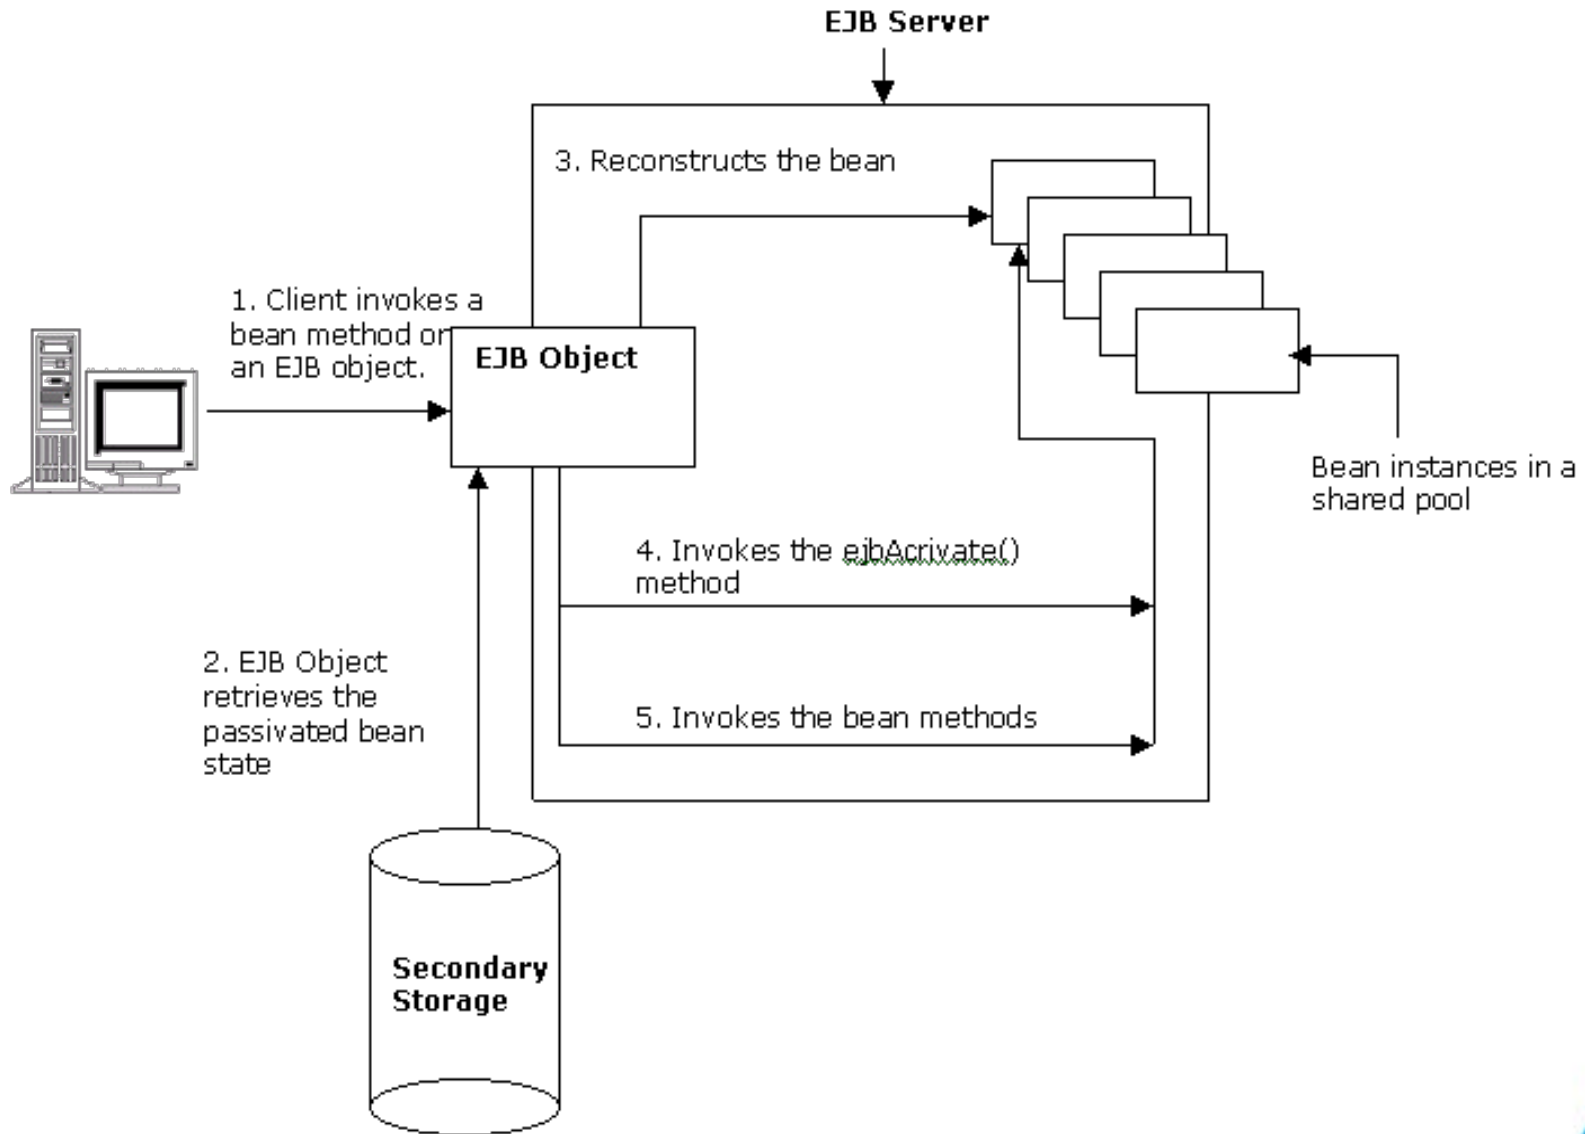 EJB Server
3. Reconstructs the bean
1. Client invokes a
bean method on
an EJB object.
EJB Object
Bean instances in a
shared pool
4. Invokes the ejbAcrivate()
method
2. EJB Object
retrieves the
passivated bean
state
5. Invokes the bean methods
Secondary
Storage